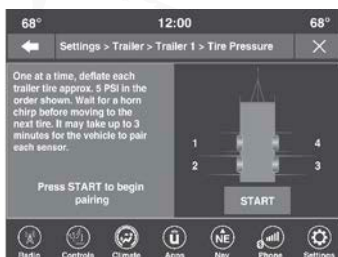 68° 12:00 68°
Settings > Trailer > Trailer 1 > Tire Pressure
One at a time, deflate each
trailer tire approx. 5 PSI in the
order shown. Wait for a horn
chirp before moving to the
next tire. It may take up to 3
minutes for the vehicle to pair
each sensor.
1 4
2 3
Press START to begin
pairing
START
ū NE
Radio Controls Climate Apps Nav Phone Settings